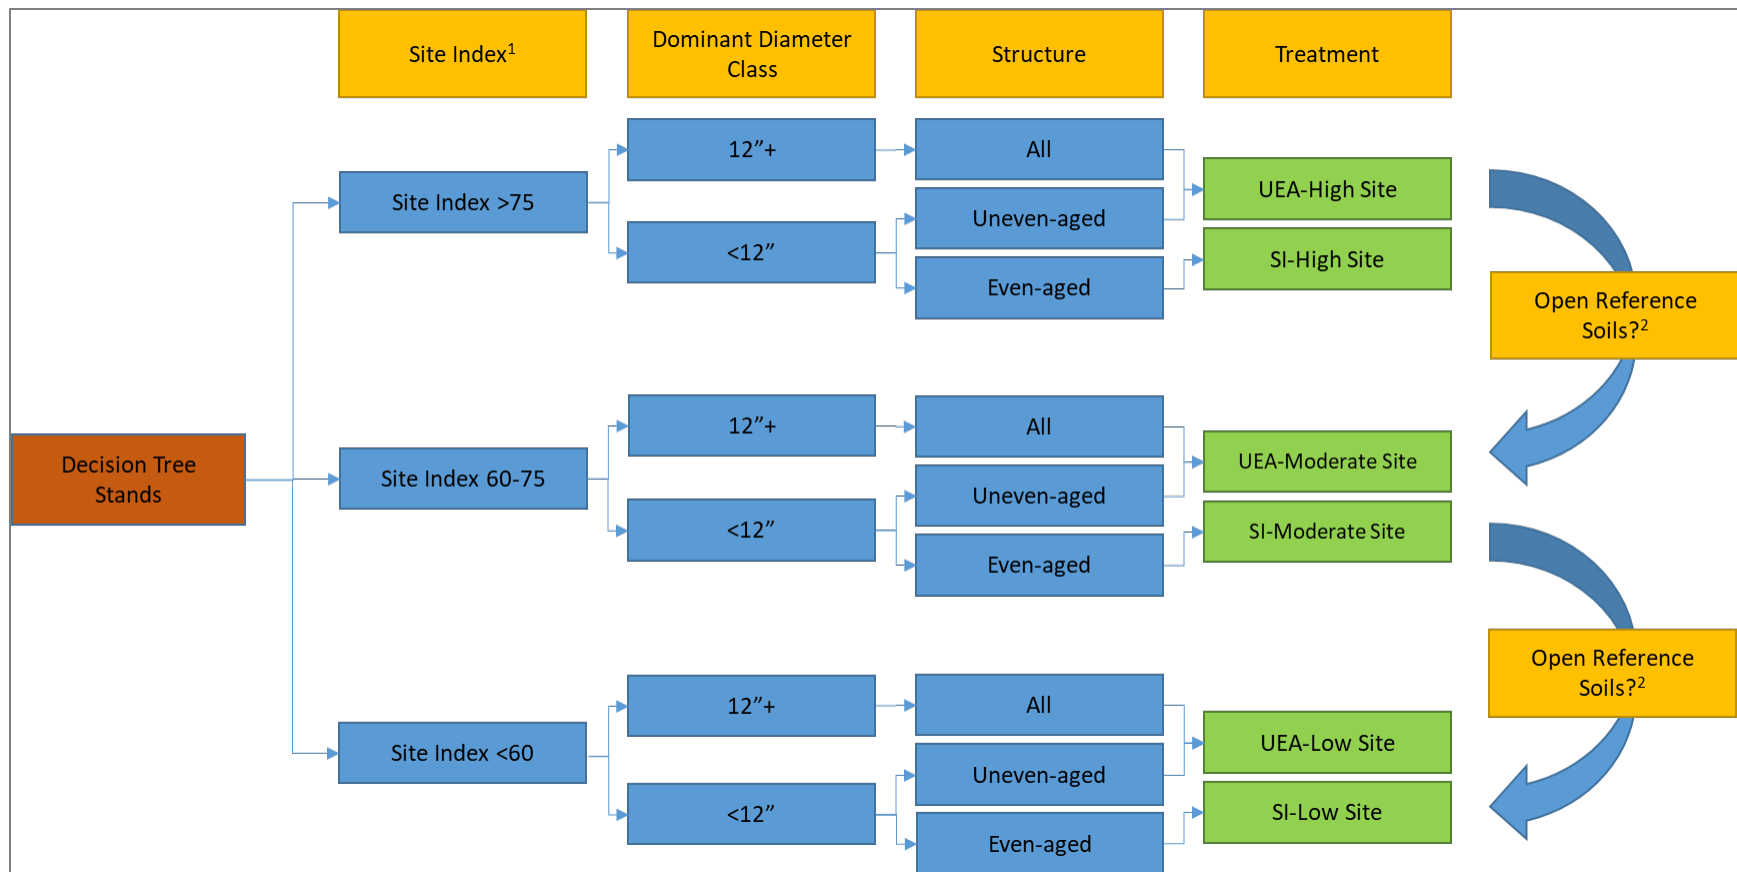 Site Index¹
Dominant Diameter
Class
Structure
Treatment
12”+
All
Site Index >75
UEA-High Site
Uneven-aged
<12”
SI-High Site
Even-aged
Open Reference
Soils?²
12”+
All
Decision Tree
Stands
Site Index 60-75
UEA-Moderate Site
Uneven-aged
<12”
SI-Moderate Site
Even-aged
Open Reference
Soils?²
12”+
All
Site Index <60
UEA-Low Site
Uneven-aged
<12”
SI-Low Site
Even-aged